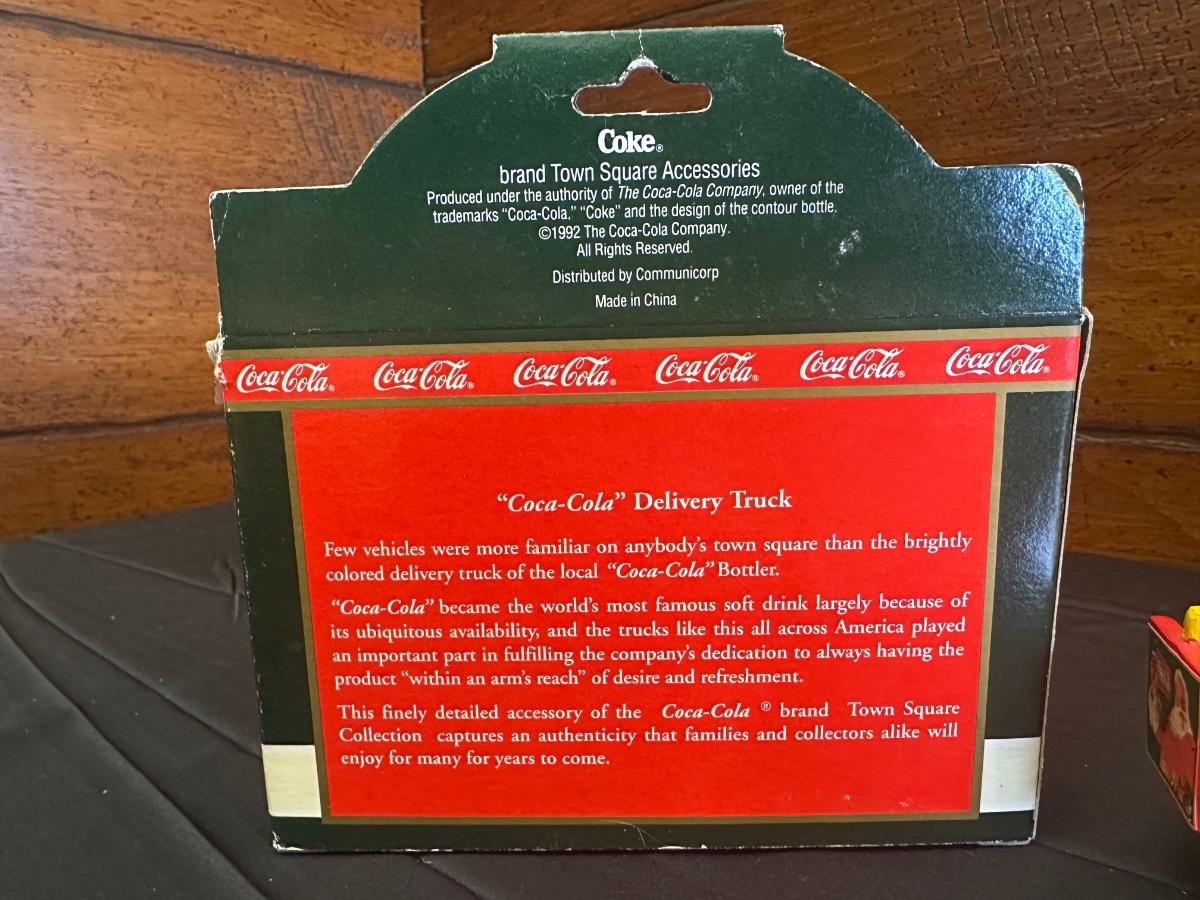 Coke®
brand Town Square Accessories
Produced under the authority of The Coca-Cola Company, owner of the
trademarks "Coca-Cola," "Coke" and the design of the contour bottle.
©1992 The Coca-Cola Company.
All Rights Reserved.
Distributed by Communicorp
Made in China
Coca-Cola® Coca-Cola® Coca-Cola® Coca-Cola® Coca-Cola® Coca-Cola®
"Coca-Cola" Delivery Truck
Few vehicles were more familiar on anybody's town square than the brightly
colored delivery truck of the local "Coca-Cola" Bottler.
"Coca-Cola" became the world's most famous soft drink largely because of
its ubiquitous availability, and the trucks like this all across America played
an important part in fulfilling the company's dedication to always having the
product "within an arm's reach" of desire and refreshment.
This finely detailed accessory of the Coca-Cola ® brand Town Square
Collection captures an authenticity that families and collectors alike will
enjoy for many for years to come.